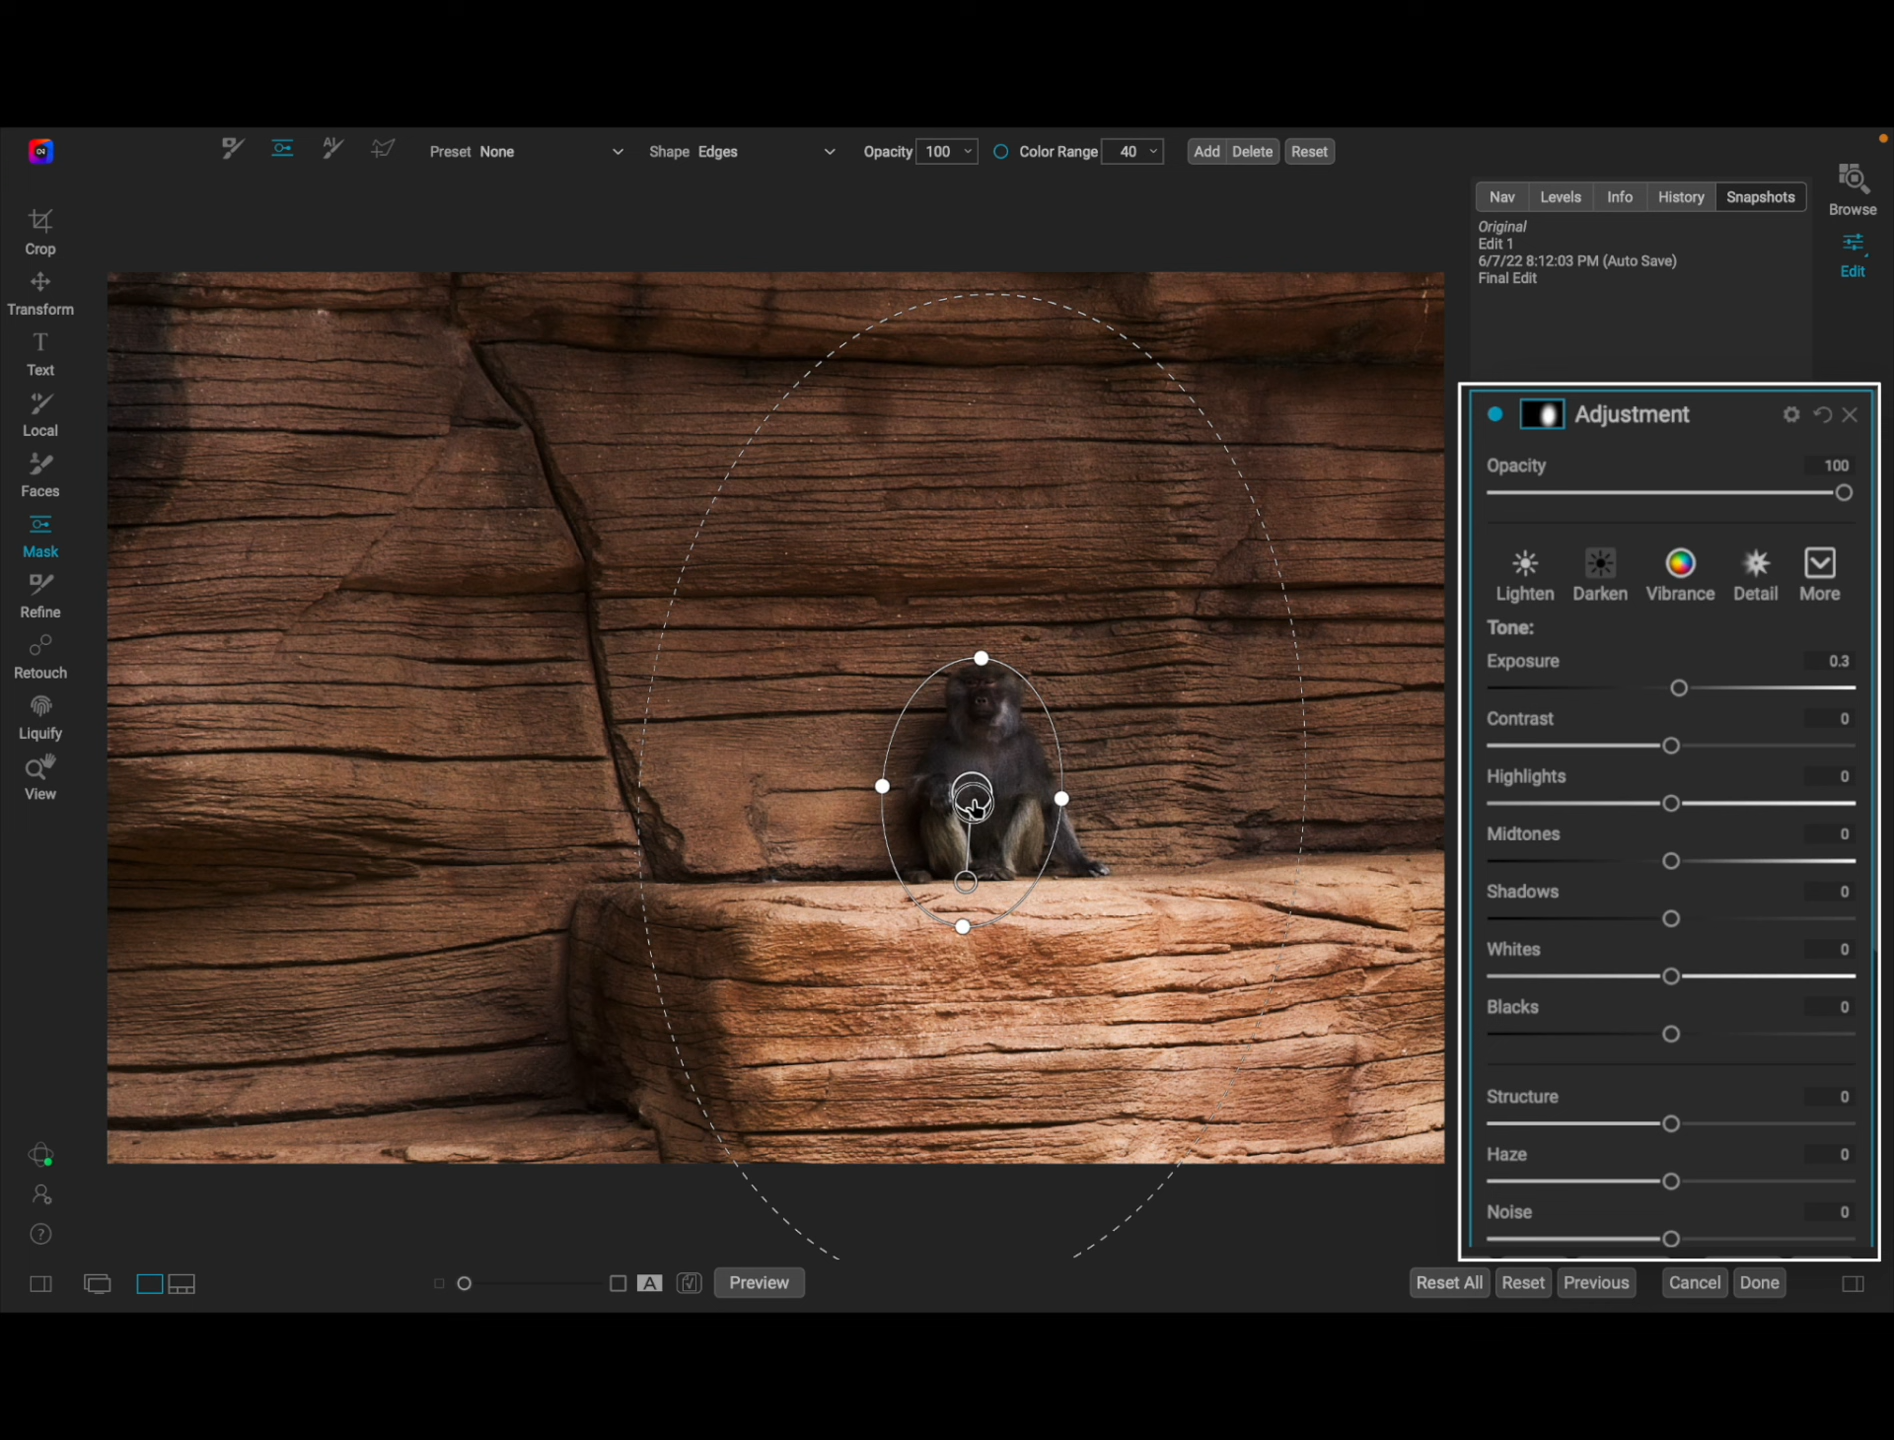 Preset None Shape Edges Opacity 100 Color Range 40 Add Delete Reset
Nav Levels Info History Snapshots
Original
Edit 1
6/7/22 8:12:03 PM (Auto Save)
Final Edit
Browse
Edit
Crop
Transform
T
Text
Local
Faces
Mask
Refine
Retouch
Liquify
View
?
Adjustment
Opacity 100
Lighten Darken Vibrance Detail More
Tone:
Exposure 0.3
Contrast 0
Highlights 0
Midtones 0
Shadows 0
Whites 0
Blacks 0
Structure 0
Haze 0
Noise 0
A Preview Reset All Reset Previous Cancel Done